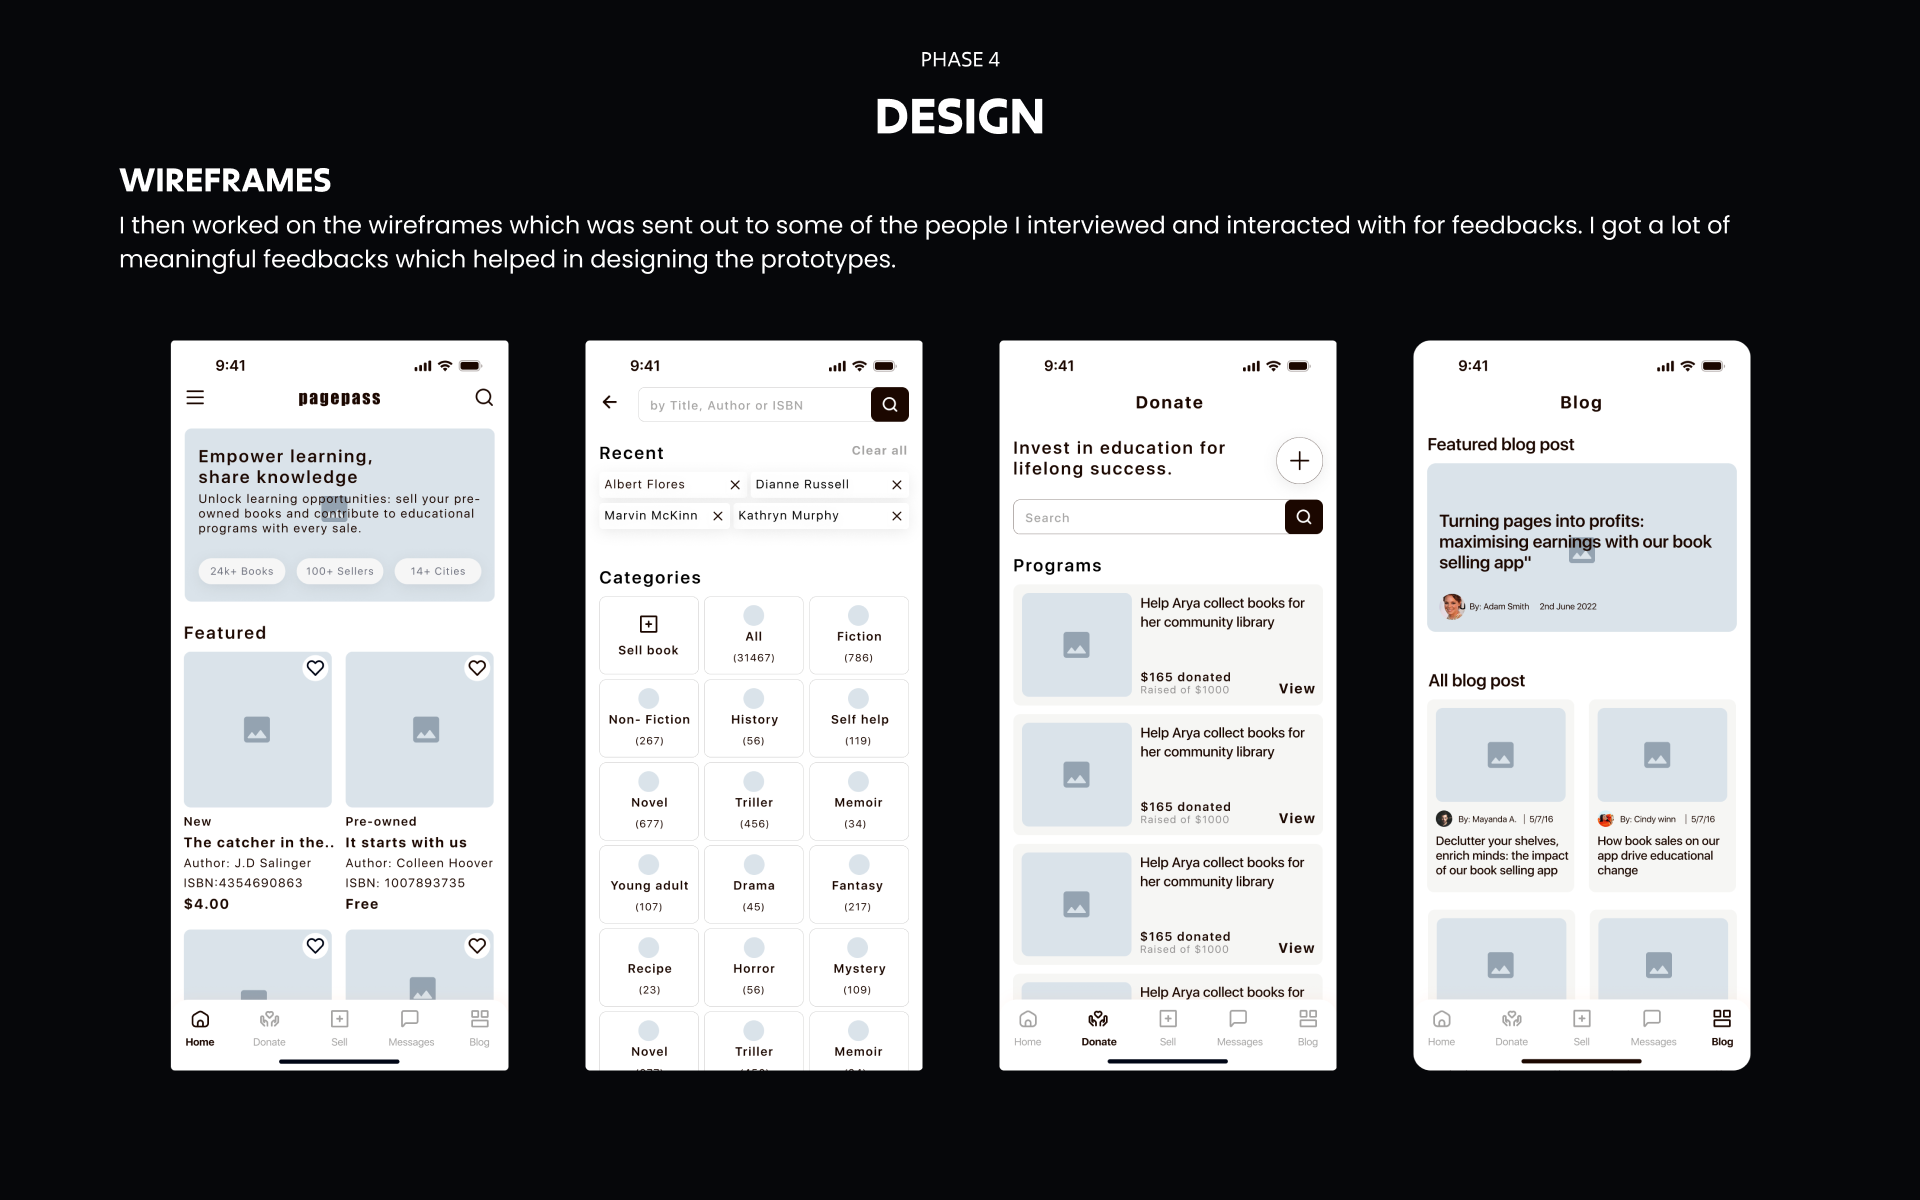 PHASE 4
DESIGN
WIREFRAMES
I then worked on the wireframes which was sent out to some of the people I interviewed and interacted with for feedbacks. I got a lot of
meaningful feedbacks which helped in designing the prototypes.
9:41
pagepass
Empower learning,
share knowledge
Unlock learning opportunities: sell your pre-
owned books and contribute to educational
programs with every sale.
24k+ Books
100+ Sellers
14+ Cities
Featured
New
The catcher in the..
Author: J.D Salinger
ISBN:4354690863
$4.00
Pre-owned
It starts with us
Author: Colleen Hoover
ISBN: 1007893735
Free
Home
Donate
Sell
Messages
Blog
9:41
by Title, Author or ISBN
Recent
Clear all
Albert Flores
Dianne Russell
Marvin McKinn
Kathryn Murphy
Categories
Sell book
All
(31467)
Fiction
(786)
Non- Fiction
(267)
History
(56)
Self help
(119)
Novel
(677)
Triller
(456)
Memoir
(34)
Young adult
(107)
Drama
(45)
Fantasy
(217)
Recipe
(23)
Horror
(56)
Mystery
(109)
Novel
Triller
Memoir
9:41
Donate
Invest in education for
lifelong success.
Search
Programs
Help Arya collect books for
her community library
$165 donated
Raised of $1000
View
Help Arya collect books for
her community library
$165 donated
Raised of $1000
View
Help Arya collect books for
her community library
$165 donated
Raised of $1000
View
Help Arya collect books for
Home
Donate
Sell
Messages
Blog
9:41
Blog
Featured blog post
Turning pages into profits:
maximising earnings with our book
selling app"
By: Adam Smith
2nd June 2022
All blog post
By: Mayanda A. | 5/7/16
Declutter your shelves,
enrich minds: the impact
of our book selling app
By: Cindy winn | 5/7/16
How book sales on our
app drive educational
change
Home
Donate
Sell
Messages
Blog